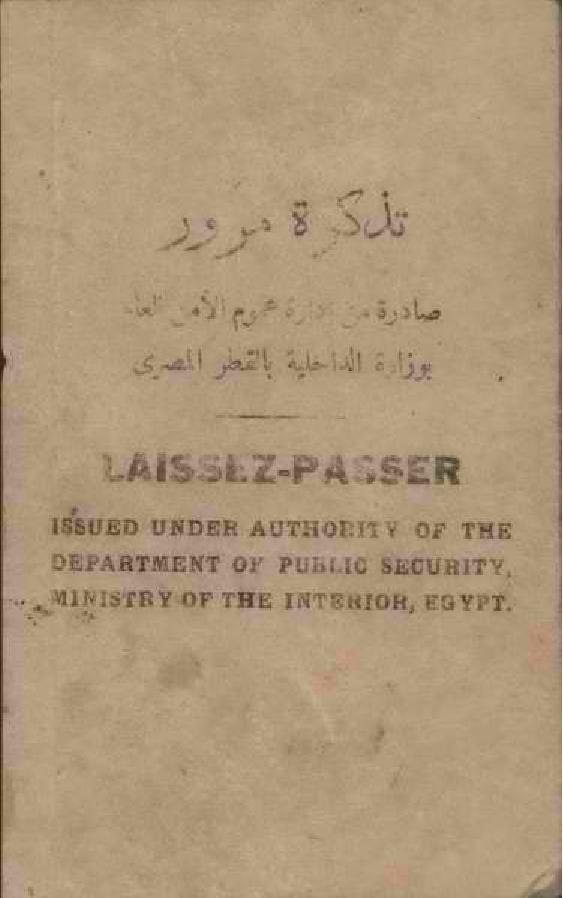 تذكرة مرور
صادرة من إدارة عموم الأمن العام
بوزارة الداخلية بالقطر المصرى
LAISSEZ-PASSER
ISSUED UNDER AUTHORITY OF THE
DEPARTMENT OF PUBLIC SECURITY,
MINISTRY OF THE INTERIOR, EGYPT.